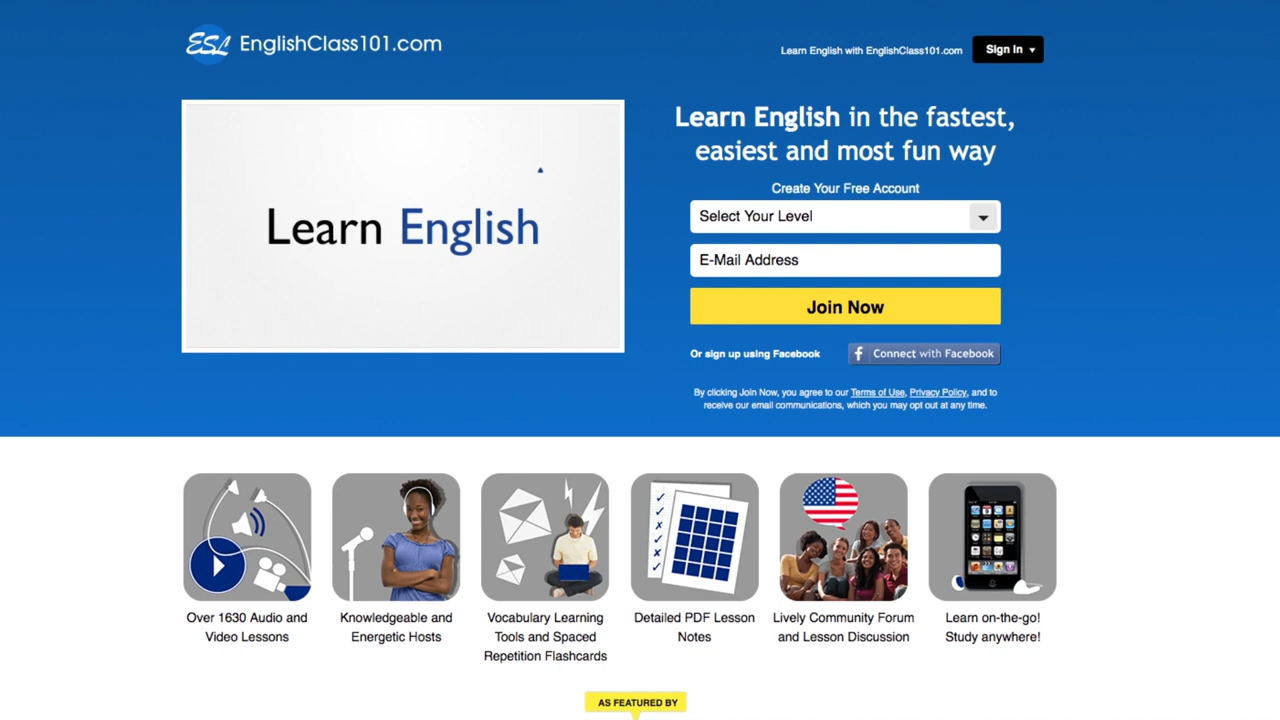 ESL EnglishClass101.com
Learn English with EnglishClass101.com
Sign In
Learn English
Learn English in the fastest,
easiest and most fun way
Create Your Free Account
Select Your Level
E-Mail Address
Join Now
Or sign up using Facebook
f Connect with Facebook
By clicking Join Now, you agree to our Terms of Use, Privacy Policy, and to
receive our email communications, which you may opt out at any time.
Over 1630 Audio and
Video Lessons
Knowledgeable and
Energetic Hosts
Vocabulary Learning
Tools and Spaced
Repetition Flashcards
Detailed PDF Lesson
Notes
Lively Community Forum
and Lesson Discussion
Learn on-the-go!
Study anywhere!
AS FEATURED BY